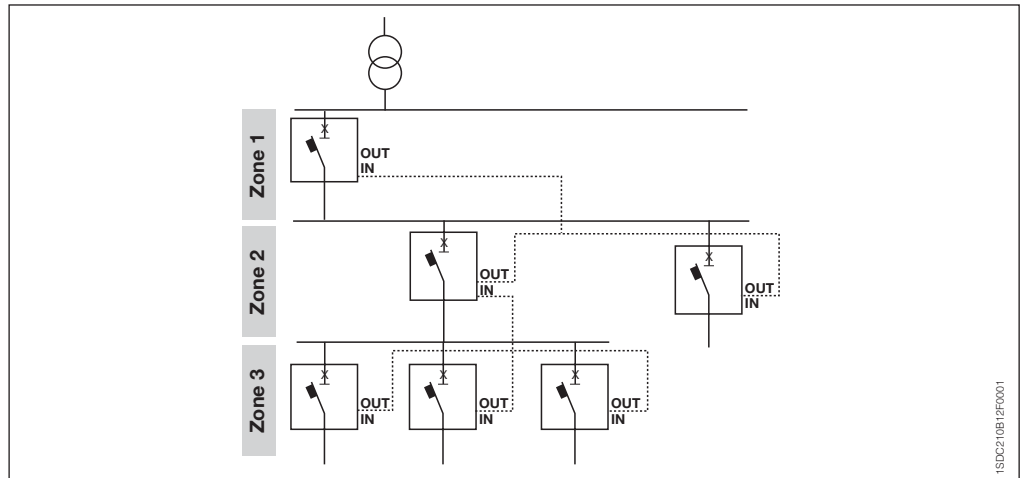 Zone 1
OUT
IN
Zone 2
OUT
IN
OUT
IN
Zone 3
OUT
IN
OUT
IN
OUT
IN
1SDC210B12F0001